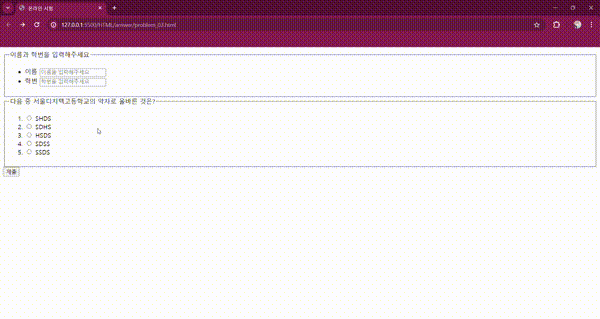 온라인 시험
127.0.0.1:5500/HTML/answer/problem_03.html
이름과 학번을 입력해주세요
이름 이름을 입력해주세요
학번 학번을 입력해주세요
다음 중 서울디지텍고등학교의 약자로 올바른 것은?
1. SHDS
2. SDHS
3. HSDS
4. SDSS
5. SSDS
제출